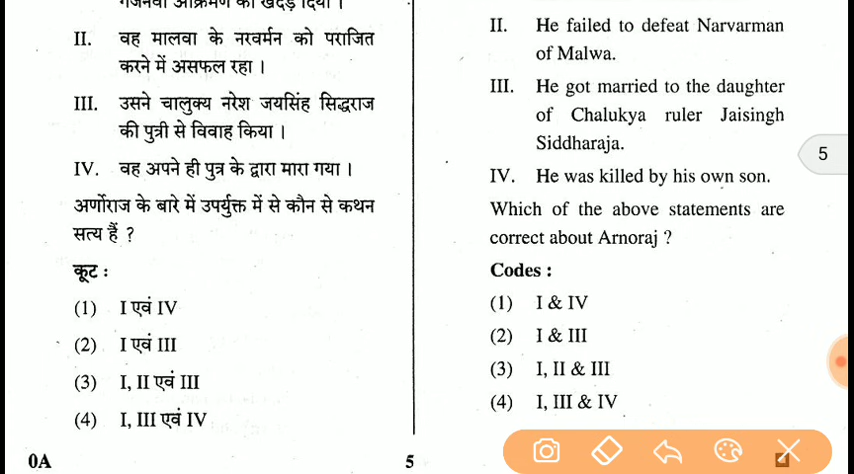 II. वह मालवा के नरवर्मन को पराजित
करने में असफल रहा ।
III. उसने चालुक्य नरेश जयसिंह सिद्धराज
की पुत्री से विवाह किया ।
IV. वह अपने ही पुत्र के द्वारा मारा गया ।
अर्णोराज के बारे में उपर्युक्त में से कौन से कथन
सत्य हैं ?
कूट :
(1) I एवं IV
(2) I एवं III
(3) I, II एवं III
(4) I, III एवं IV
0A
5
II. He failed to defeat Narvarman
of Malwa.
III. He got married to the daughter
of Chalukya ruler Jaisingh
Siddharaja.
IV. He was killed by his own son.
Which of the above statements are
correct about Arnoraj ?
Codes :
(1) I & IV
(2) I & III
(3) I, II & III
(4) I, III & IV
5